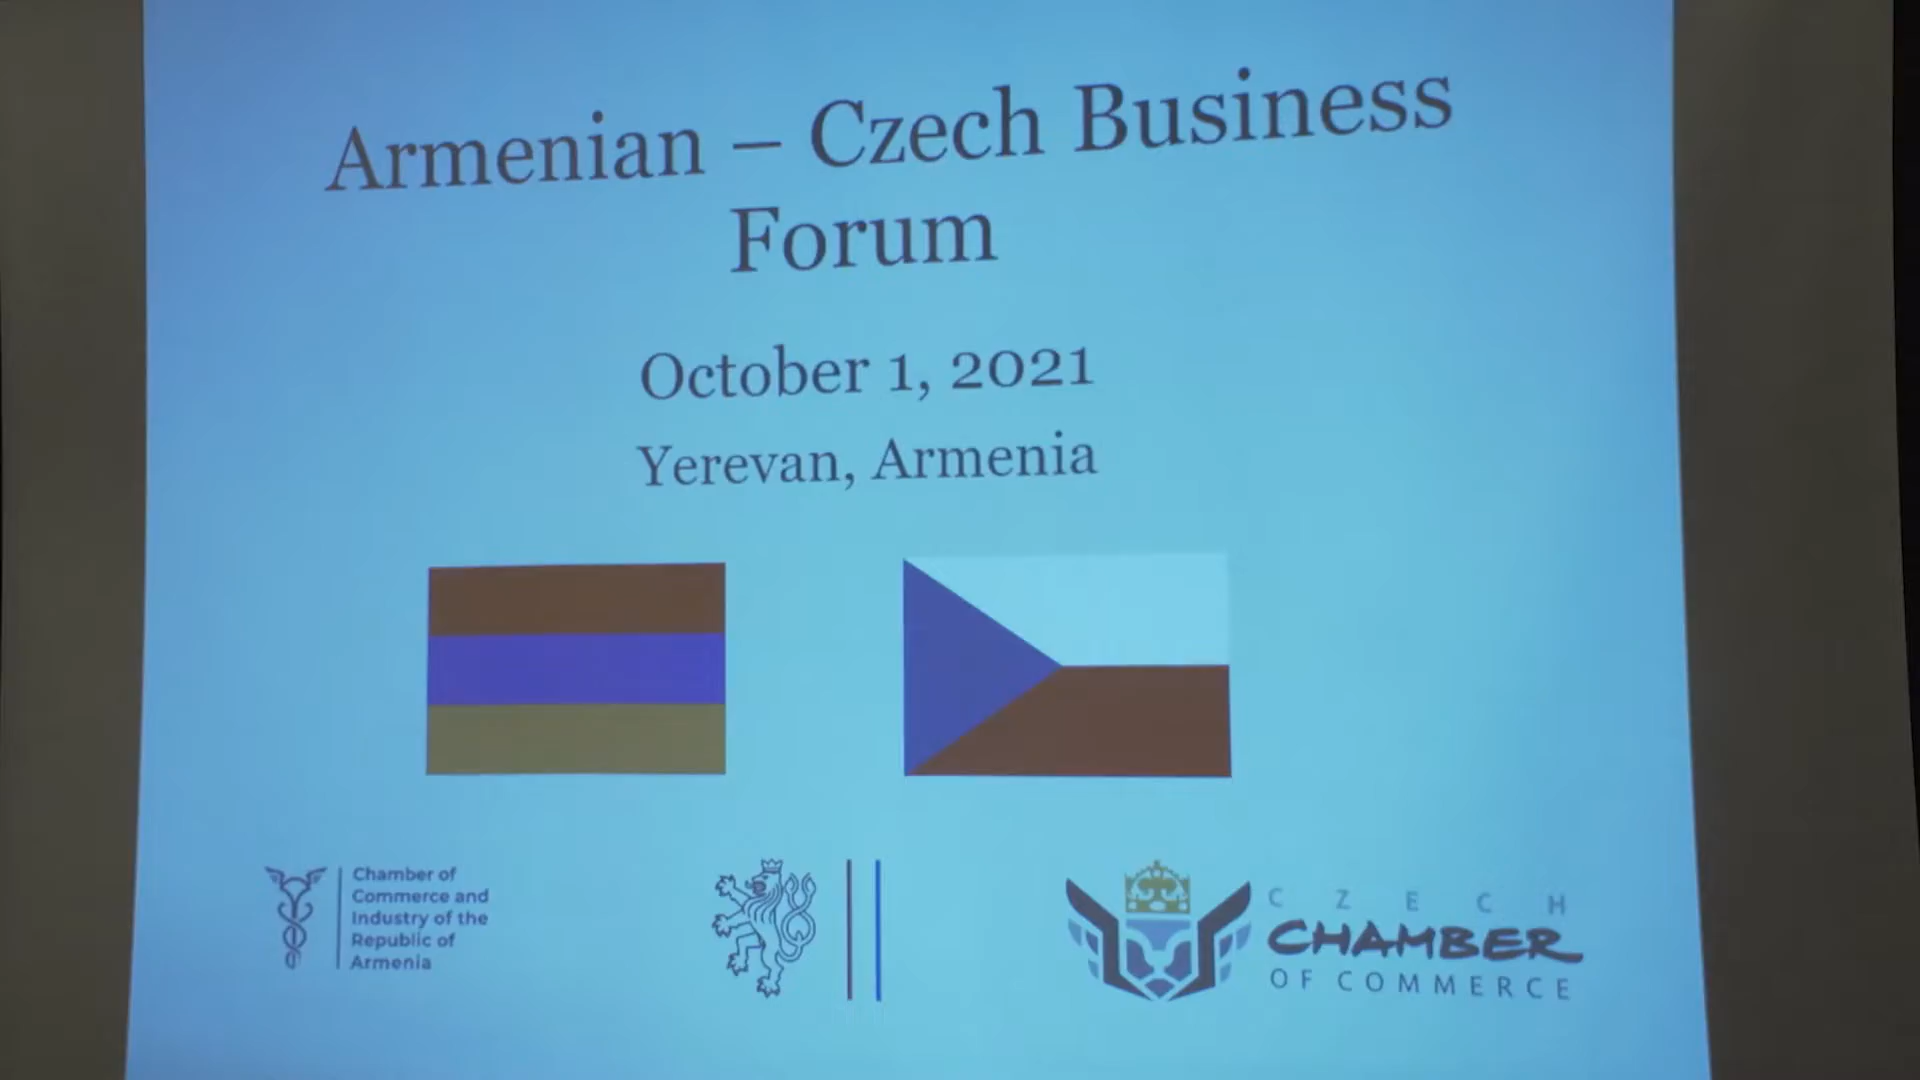 Armenian – Czech Business
Forum
October 1, 2021
Yerevan, Armenia
Chamber of
Commerce and
Industry of the
Republic of
Armenia
CZECH
CHAMBER
OF COMMERCE